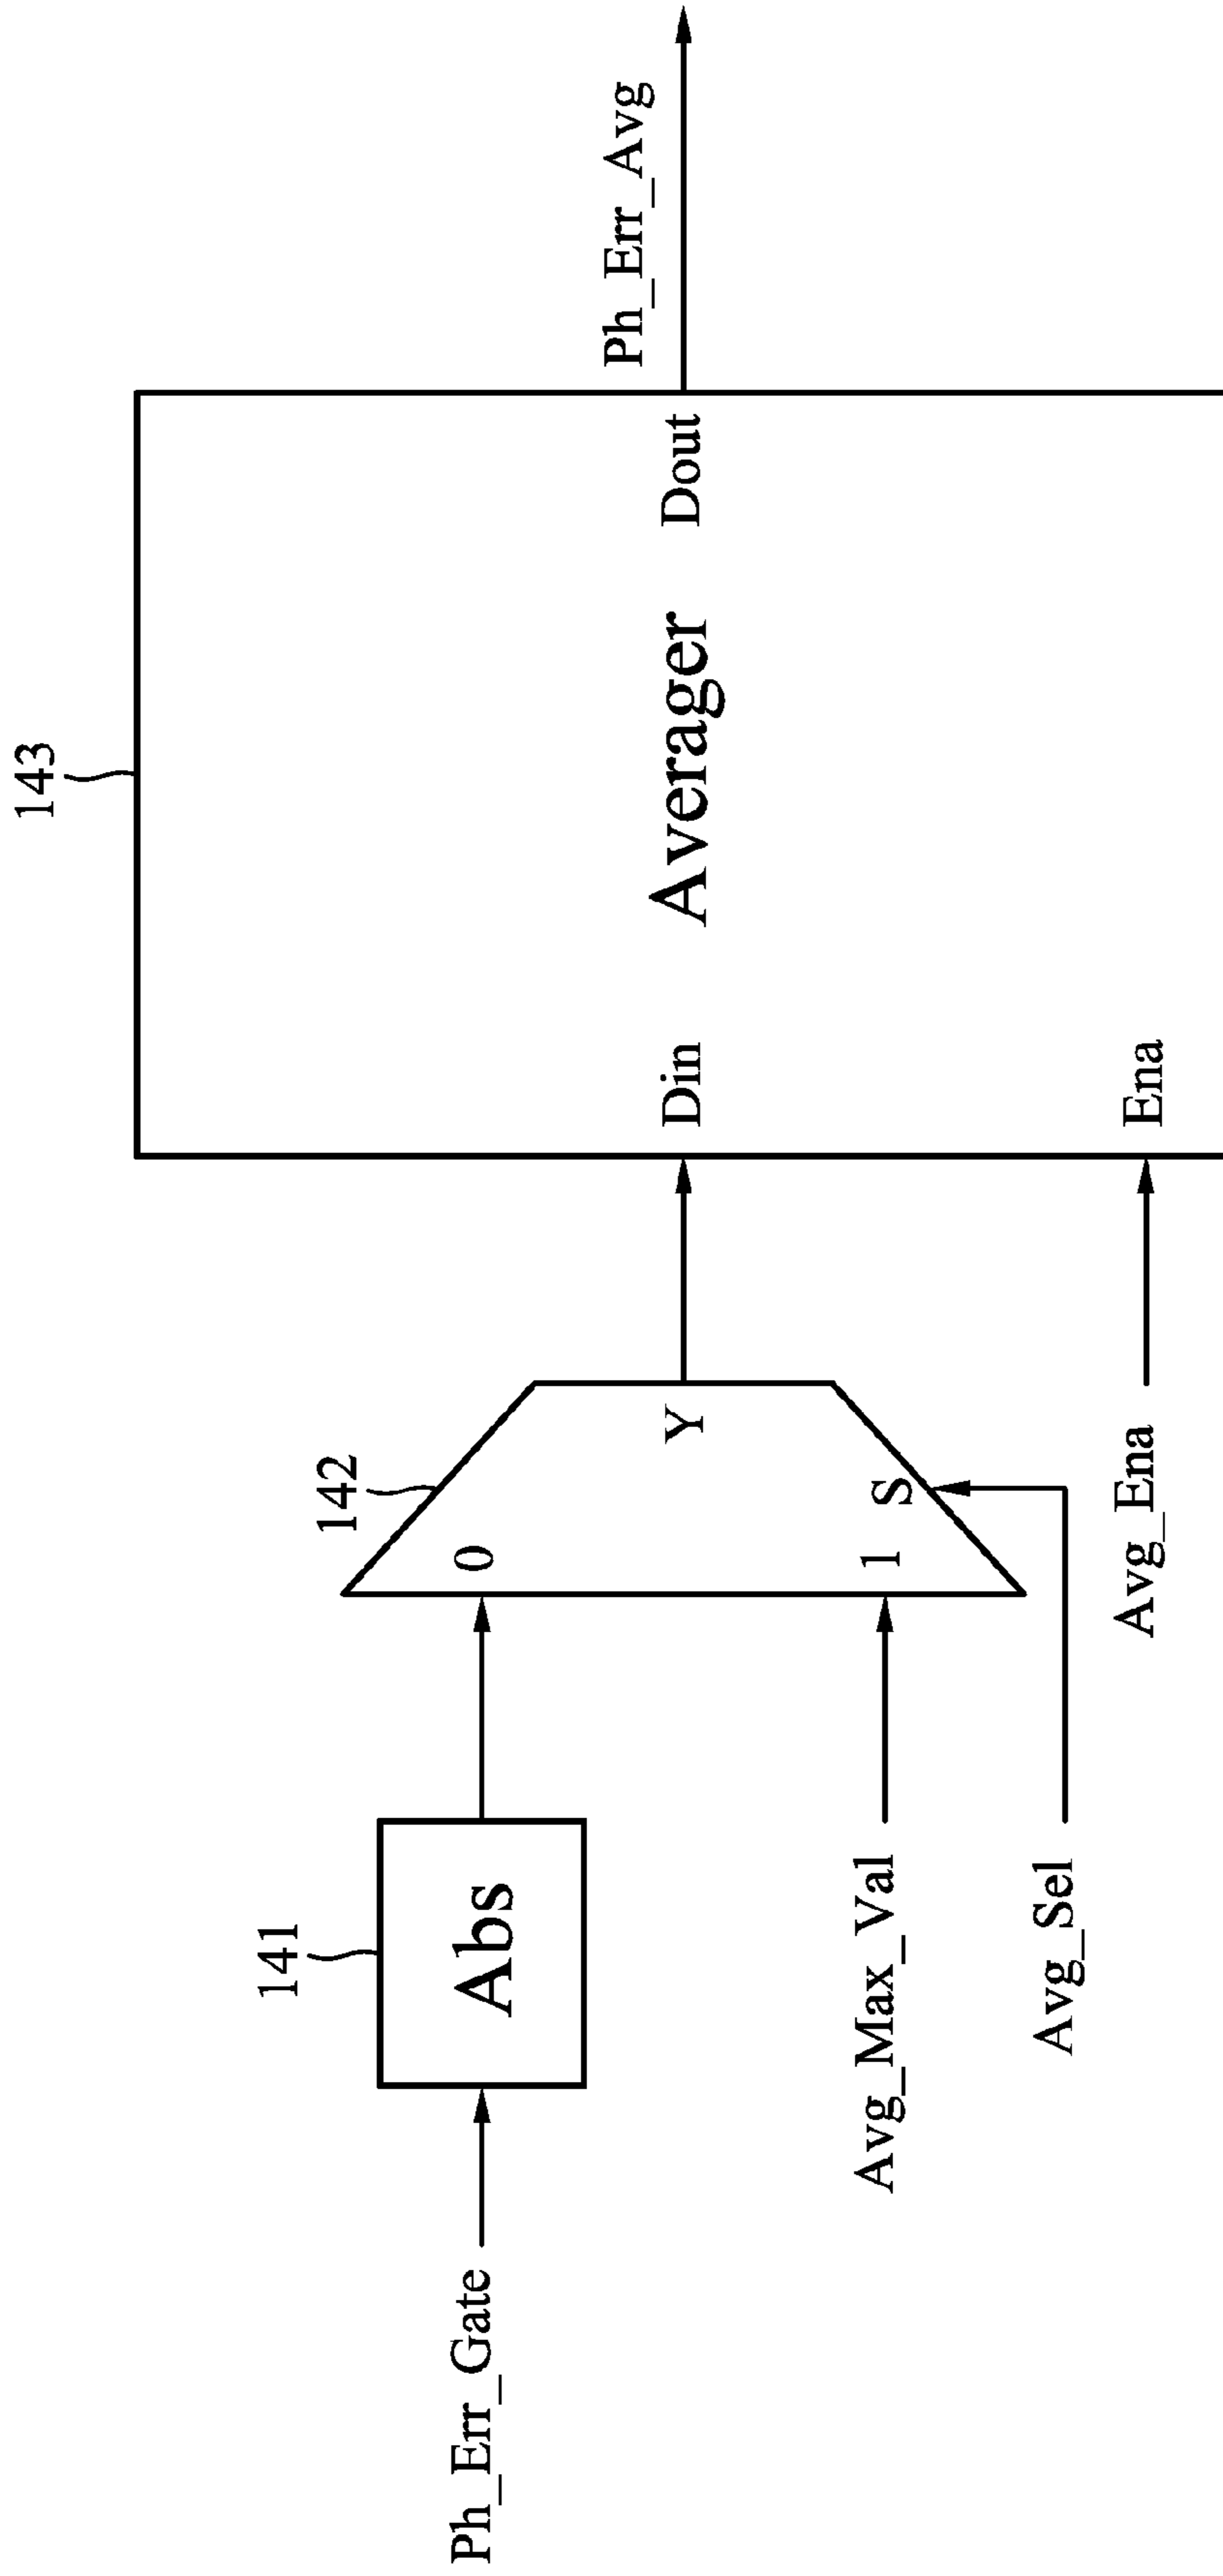 143
Ph_Err_Avg
Din
Averager
Dout
Ena
142
0
Y
1
S
141
Abs
Ph_Err_Gate
Avg_Max_Val
Avg_Sel
Avg_Ena